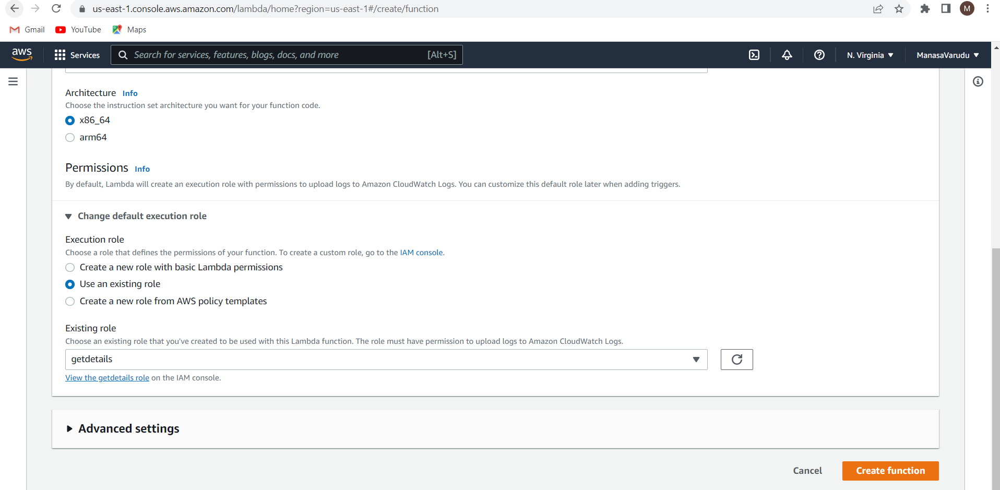 us-east-1.console.aws.amazon.com/lambda/home?region=us-east-1#/create/function
M
Gmail YouTube Maps
aws Services Search for services, features, blogs, docs, and more [Alt+S] N. Virginia ManasaVarudu
Architecture Info
Choose the instruction set architecture you want for your function code.
x86_64
arm64
Permissions Info
By default, Lambda will create an execution role with permissions to upload logs to Amazon CloudWatch Logs. You can customize this default role later when adding triggers.
Change default execution role
Execution role
Choose a role that defines the permissions of your function. To create a custom role, go to the IAM console.
Create a new role with basic Lambda permissions
Use an existing role
Create a new role from AWS policy templates
Existing role
Choose an existing role that you've created to be used with this Lambda function. The role must have permission to upload logs to Amazon CloudWatch Logs.
getdetails
View the getdetails role on the IAM console.
Advanced settings
Cancel Create function